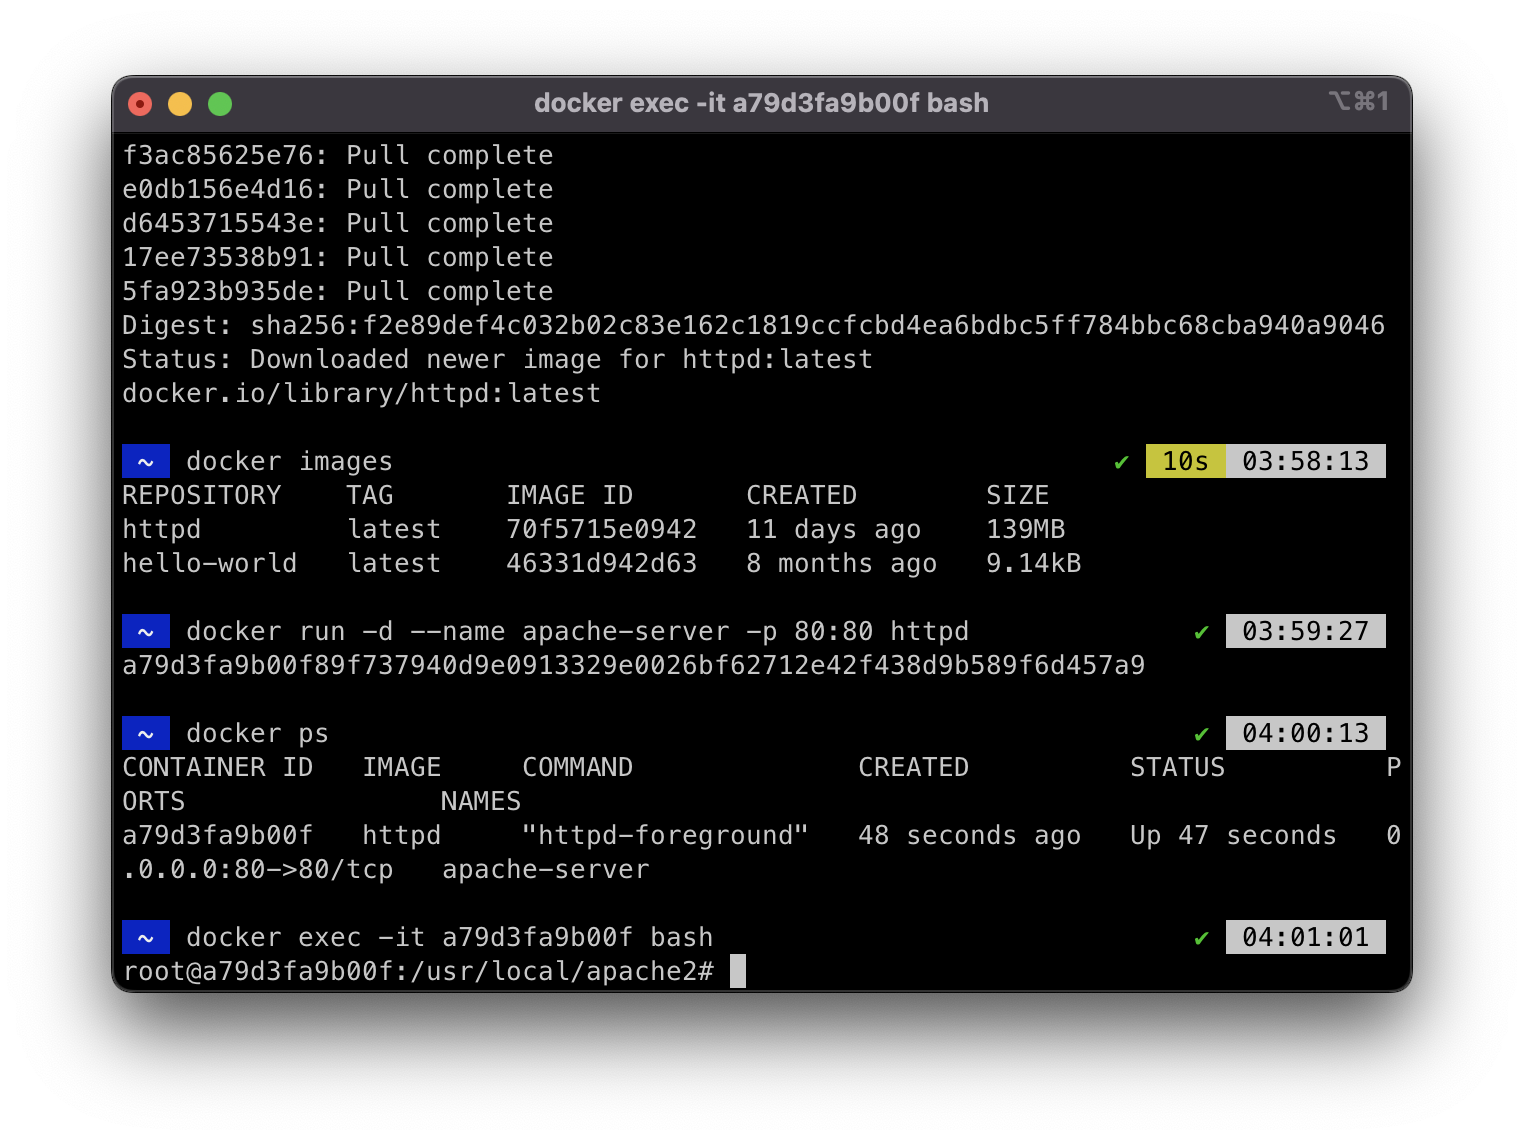 docker exec -it a79d3fa9b00f bash ⌥⌘1
f3ac85625e76: Pull complete
e0db156e4d16: Pull complete
d6453715543e: Pull complete
17ee73538b91: Pull complete
5fa923b935de: Pull complete
Digest: sha256:f2e89def4c032b02c83e162c1819ccfcbd4ea6bdbc5ff784bbc68cba940a9046
Status: Downloaded newer image for httpd:latest
docker.io/library/httpd:latest
~ docker images ✔ 10s 03:58:13
REPOSITORY TAG IMAGE ID CREATED SIZE
httpd latest 70f5715e0942 11 days ago 139MB
hello-world latest 46331d942d63 8 months ago 9.14kB
~ docker run -d --name apache-server -p 80:80 httpd ✔ 03:59:27
a79d3fa9b00f89f737940d9e0913329e0026bf62712e42f438d9b589f6d457a9
~ docker ps ✔ 04:00:13
CONTAINER ID IMAGE COMMAND CREATED STATUS P
ORTS NAMES
a79d3fa9b00f httpd "httpd-foreground" 48 seconds ago Up 47 seconds 0
.0.0.0:80->80/tcp apache-server
~ docker exec -it a79d3fa9b00f bash ✔ 04:01:01
root@a79d3fa9b00f:/usr/local/apache2#